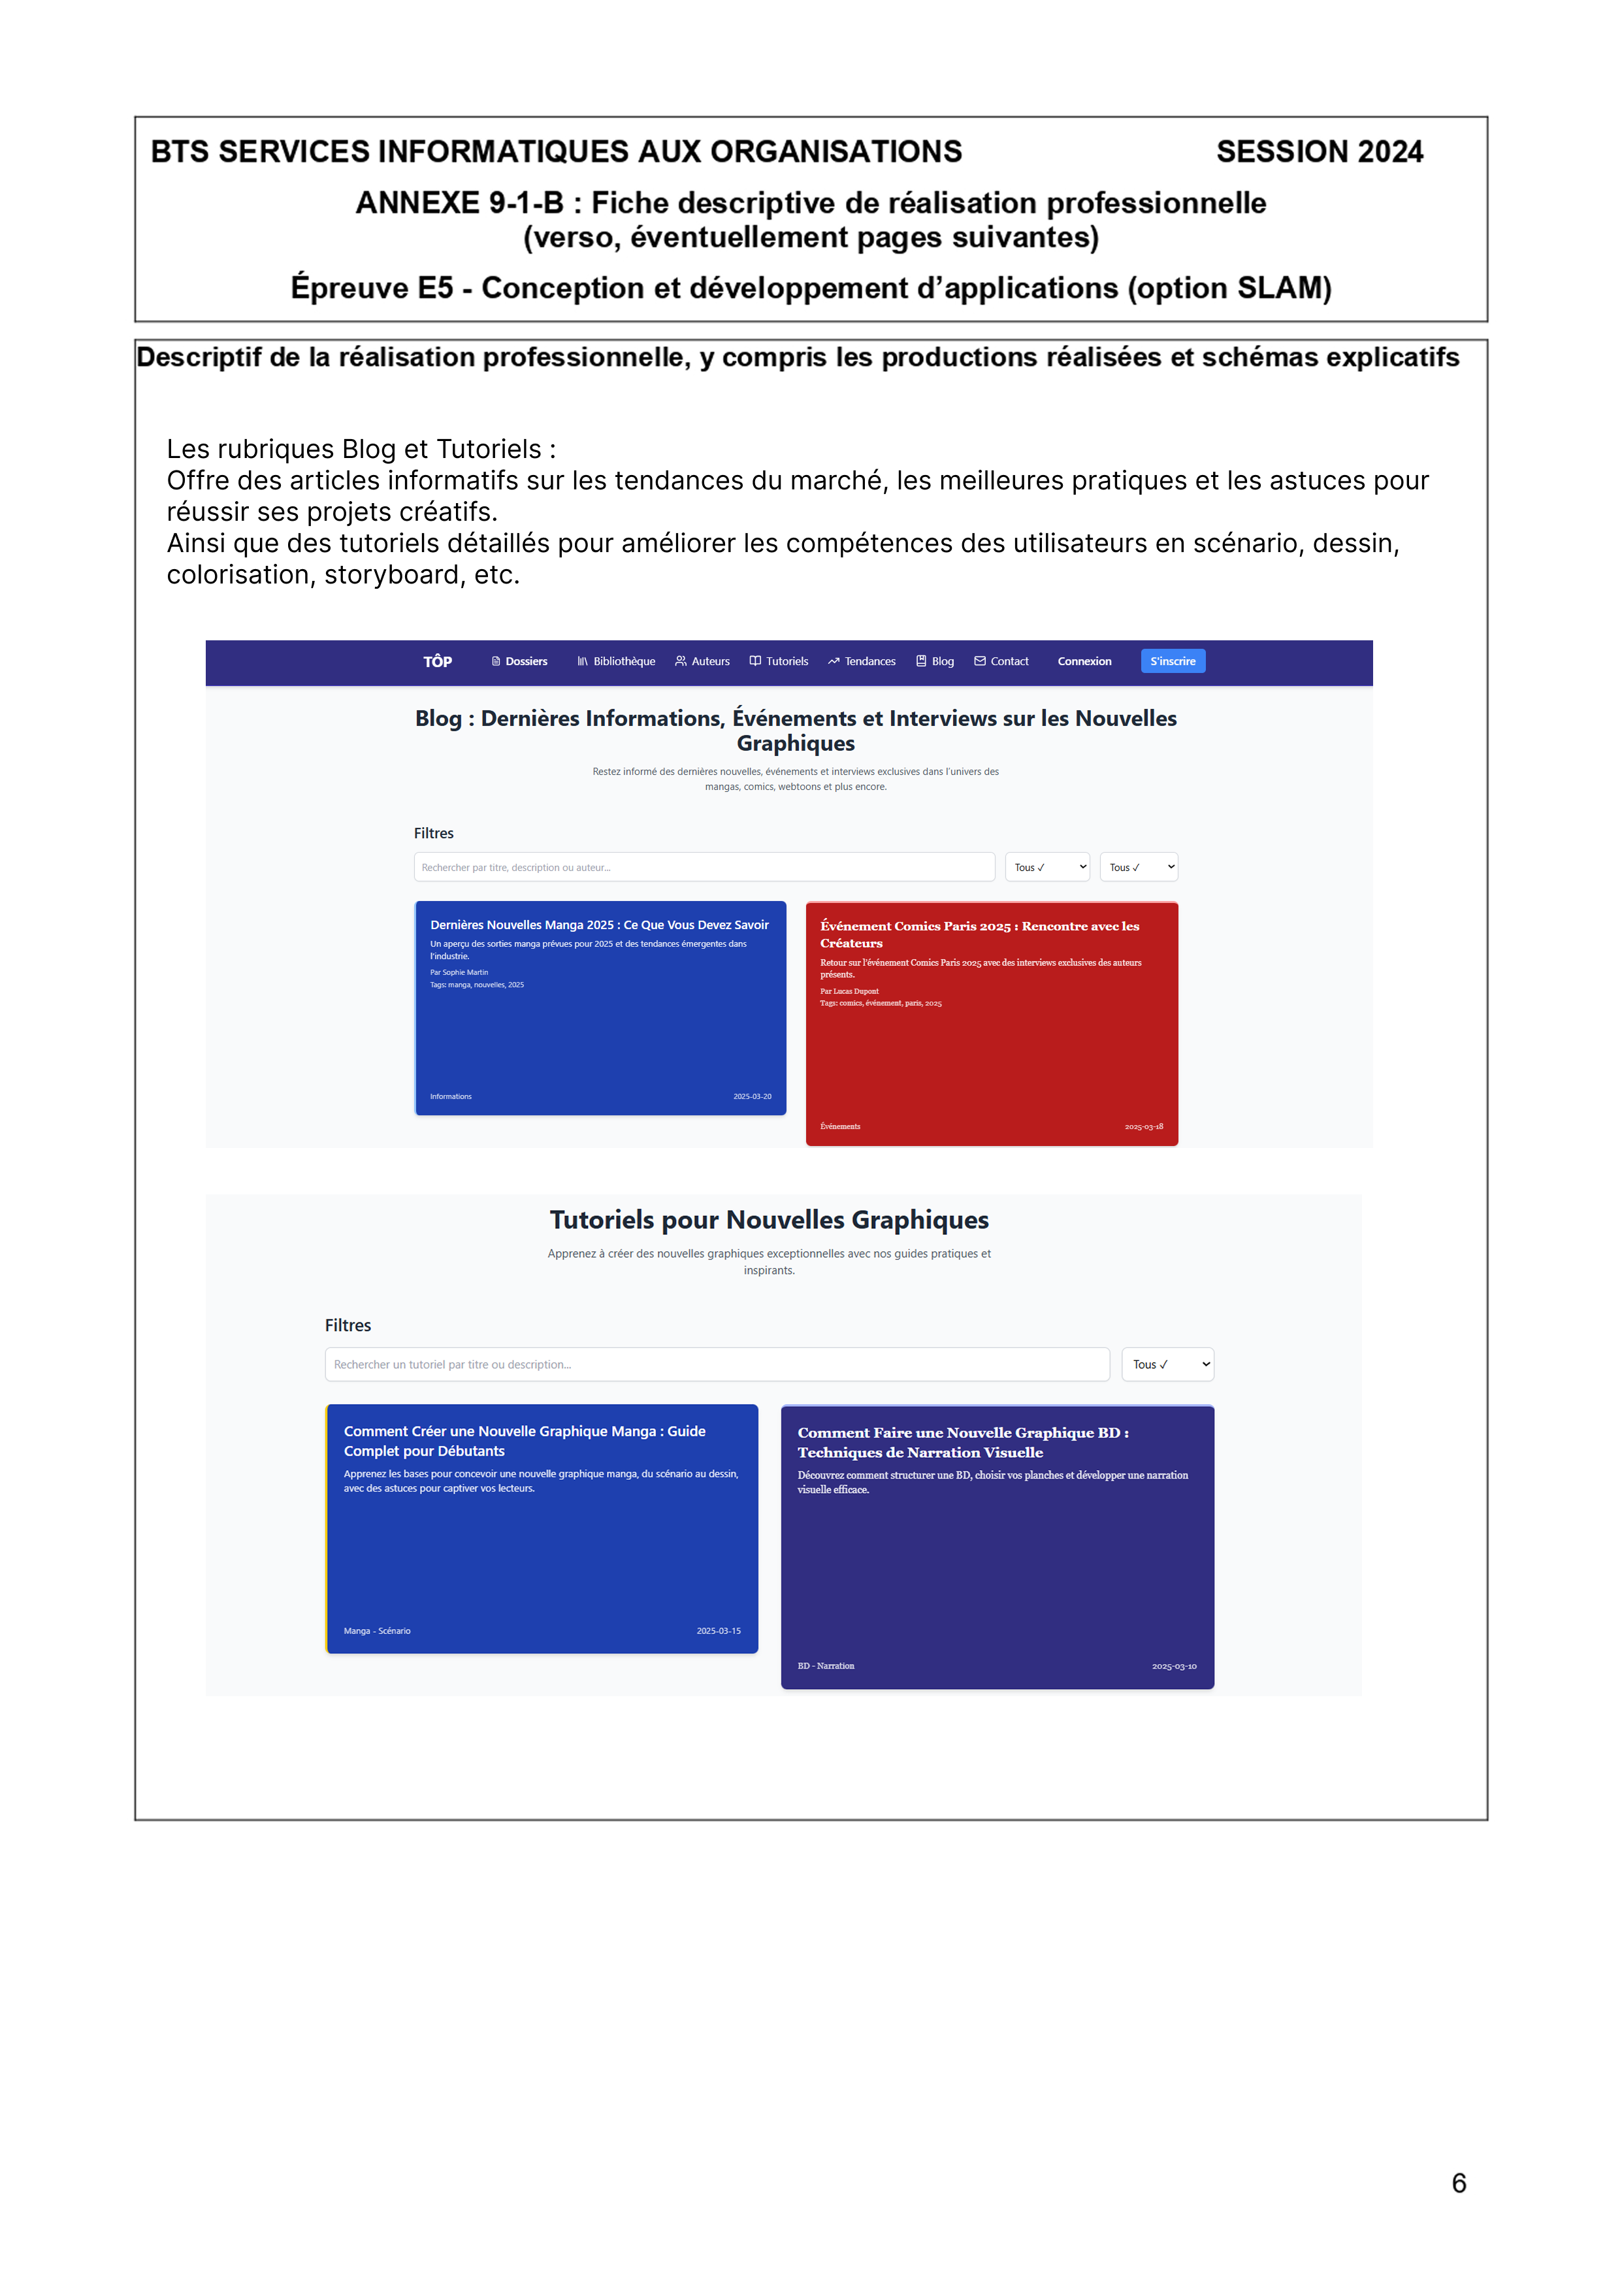 BTS SERVICES INFORMATIQUES AUX ORGANISATIONS SESSION 2024
ANNEXE 9-1-B : Fiche descriptive de réalisation professionnelle
(verso, éventuellement pages suivantes)
Épreuve E5 - Conception et développement d’applications (option SLAM)
Descriptif de la réalisation professionnelle, y compris les productions réalisées et schémas explicatifs
Les rubriques Blog et Tutoriels :
Offre des articles informatifs sur les tendances du marché, les meilleures pratiques et les astuces pour
réussir ses projets créatifs.
Ainsi que des tutoriels détaillés pour améliorer les compétences des utilisateurs en scénario, dessin,
colorisation, storyboard, etc.
TÔP Dossiers Bibliothèque Auteurs Tutoriels Tendances Blog Contact Connexion S'inscrire
Blog : Dernières Informations, Événements et Interviews sur les Nouvelles
Graphiques
Restez informé des dernières nouvelles, événements et interviews exclusives dans l'univers des
mangas, comics, webtoons et plus encore.
Filtres
Rechercher par titre, description ou auteur... Tous ✓ Tous ✓
Dernières Nouvelles Manga 2025 : Ce Que Vous Devez Savoir
Un aperçu des sorties manga prévues pour 2025 et des tendances émergentes dans
l'industrie.
Par Sophie Martin
Tags: manga, nouvelles, 2025
Informations 2025-03-20
Événement Comics Paris 2025 : Rencontre avec les
Créateurs
Retour sur l'événement Comics Paris 2025 avec des interviews exclusives des auteurs
présents.
Par Lucas Dupont
Tags: comics, événement, paris, 2025
Événements 2025-03-18
Tutoriels pour Nouvelles Graphiques
Apprenez à créer des nouvelles graphiques exceptionnelles avec nos guides pratiques et
inspirants.
Filtres
Rechercher un tutoriel par titre ou description... Tous ✓
Comment Créer une Nouvelle Graphique Manga : Guide
Complet pour Débutants
Apprenez les bases pour concevoir une nouvelle graphique manga, du scénario au dessin,
avec des astuces pour captiver vos lecteurs.
Manga - Scénario 2025-03-15
Comment Faire une Nouvelle Graphique BD :
Techniques de Narration Visuelle
Découvrez comment structurer une BD, choisir vos planches et développer une narration
visuelle efficace.
BD - Narration 2025-03-10
6